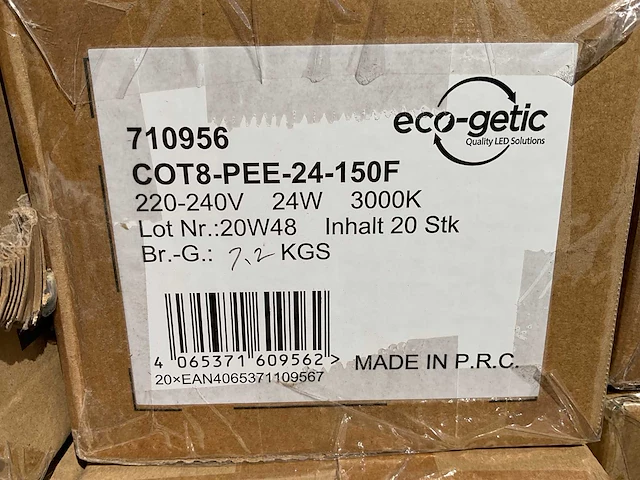 eco-getic
Quality LED Solutions
710956
COT8-PEE-24-150F
220-240V 24W 3000K
Lot Nr.:20W48 Inhalt 20 Stk
Br.-G.: 7,2 KGS
4 065371 609562 >
20×EAN4065371109567
MADE IN P.R.C.